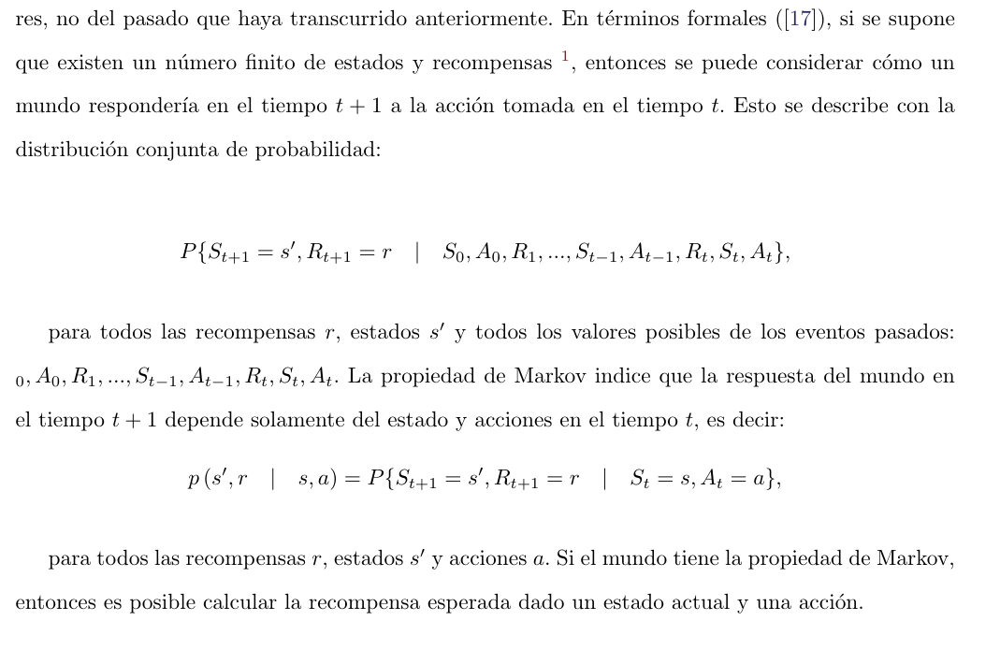 res, no del pasado que haya transcurrido anteriormente. En términos formales ([17]), si se supone
que existen un número finito de estados y recompensas ¹, entonces se puede considerar cómo un
mundo respondería en el tiempo t + 1 a la acción tomada en el tiempo t. Esto se describe con la
distribución conjunta de probabilidad:
P{S_{t+1} = s′, R_{t+1} = r | S_0, A_0, R_1, ..., S_{t−1}, A_{t−1}, R_t, S_t, A_t},
para todos las recompensas r, estados s′ y todos los valores posibles de los eventos pasados:
_0, A_0, R_1, ..., S_{t−1}, A_{t−1}, R_t, S_t, A_t. La propiedad de Markov indice que la respuesta del mundo en
el tiempo t + 1 depende solamente del estado y acciones en el tiempo t, es decir:
p (s′, r | s, a) = P{S_{t+1} = s′, R_{t+1} = r | S_t = s, A_t = a},
para todos las recompensas r, estados s′ y acciones a. Si el mundo tiene la propiedad de Markov,
entonces es posible calcular la recompensa esperada dado un estado actual y una acción.